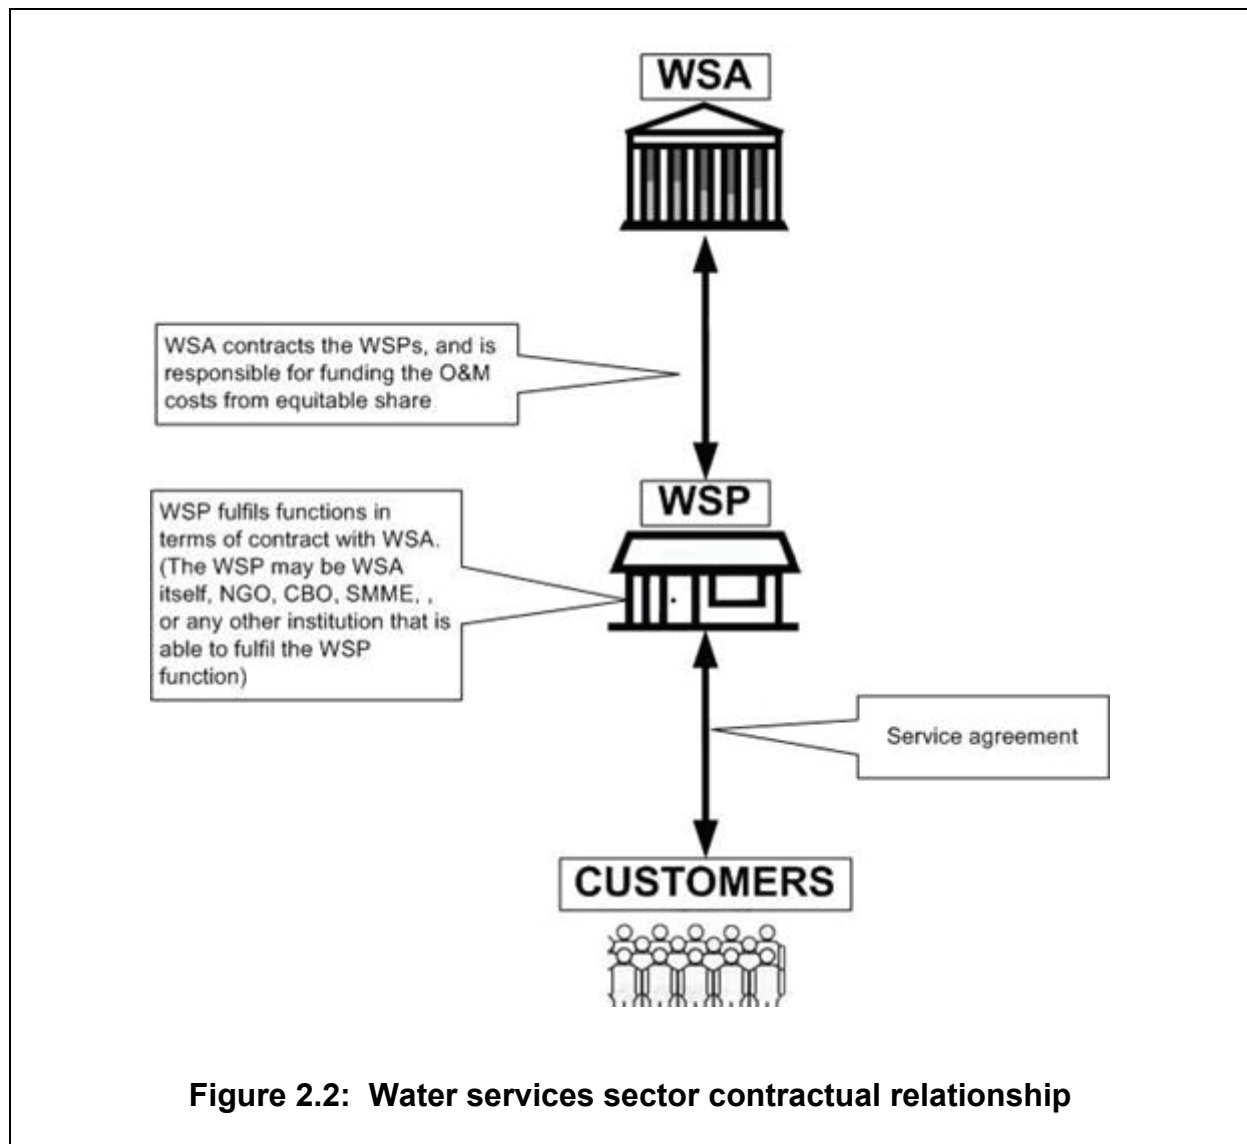 WSA
WSA contracts the WSPs, and is
responsible for funding the O&M
costs from equitable share
WSP
WSP fulfils functions in
terms of contract with WSA.
(The WSP may be WSA
itself, NGO, CBO, SMME, ,
or any other institution that is
able to fulfil the WSP
function)
Service agreement
CUSTOMERS
Figure 2.2:  Water services sector contractual relationship